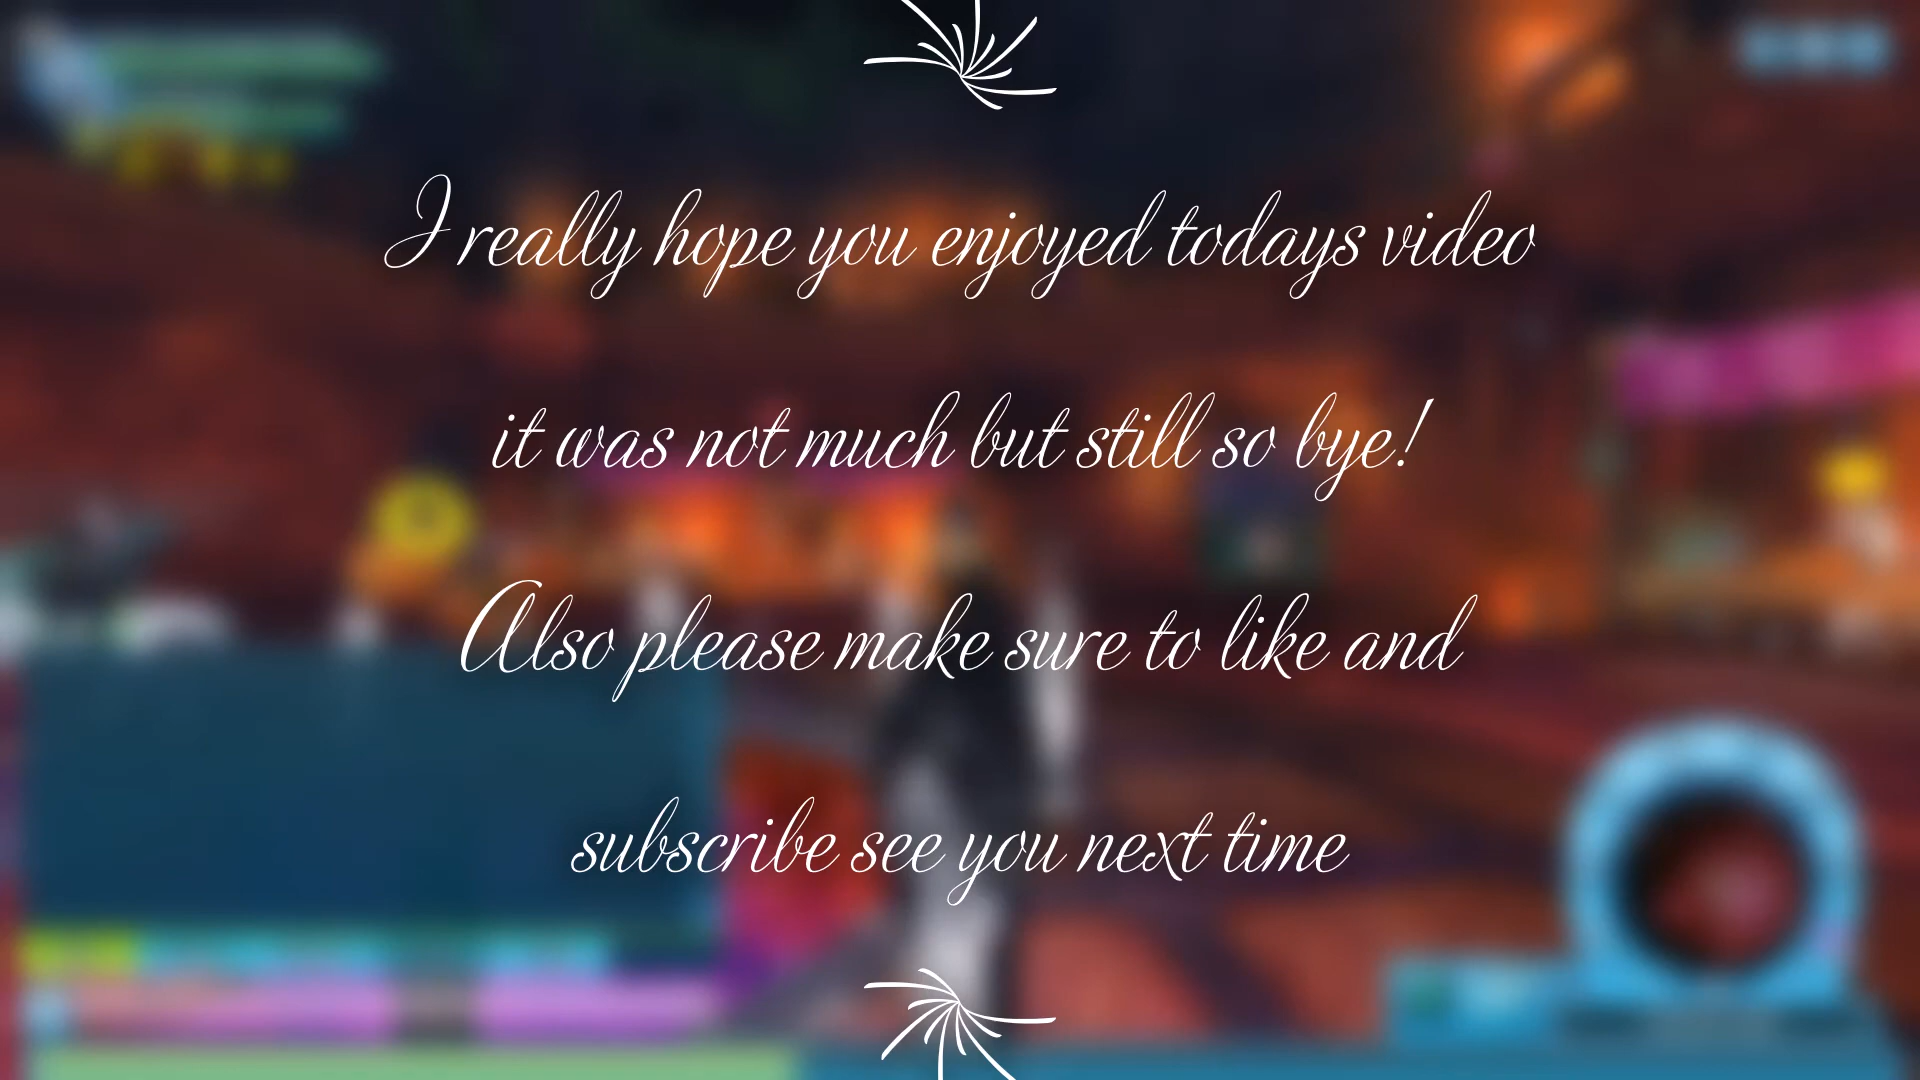 I really hope you enjoyed todays video
it was not much but still so bye!
Also please make sure to like and
subscribe see you next time